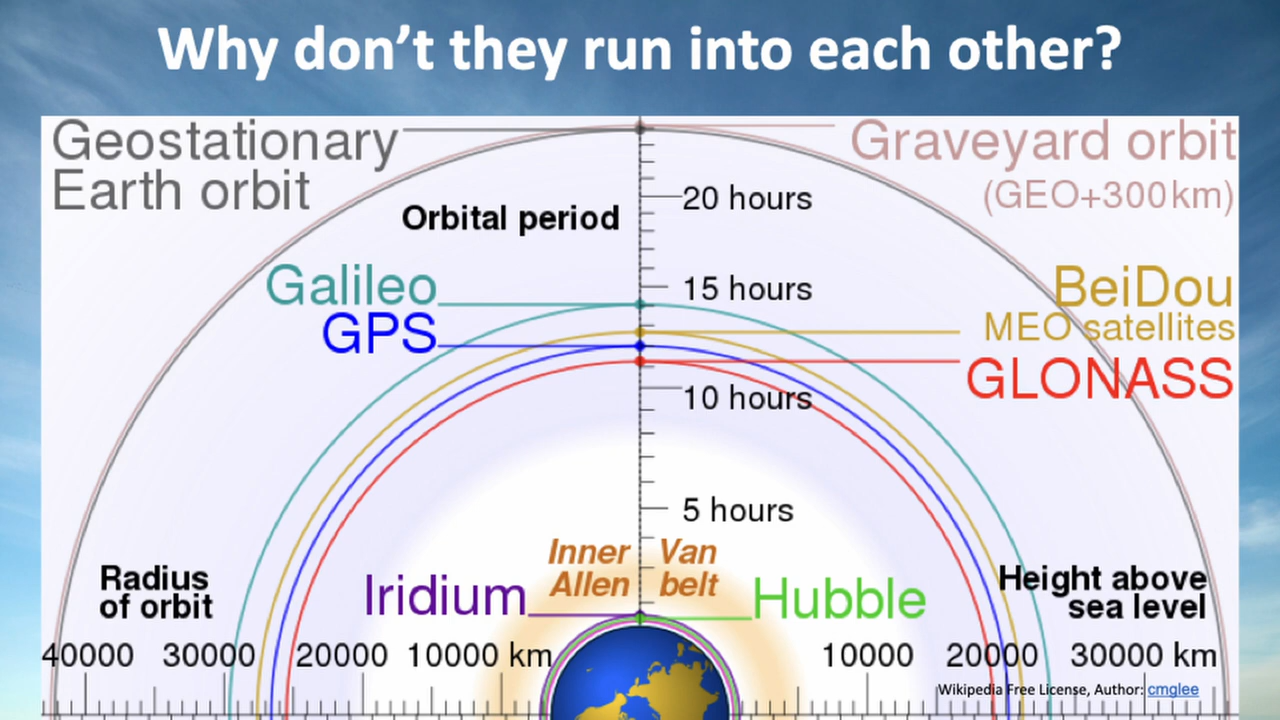 Why don’t they run into each other?
Geostationary
Earth orbit
Graveyard orbit
(GEO+300km)
Orbital period
20 hours
Galileo
GPS
15 hours
BeiDou
MEO satellites
GLONASS
10 hours
5 hours
Inner Van
Allen belt
Iridium
Hubble
Radius
of orbit
Height above
sea level
40000 30000 20000 10000 km
10000 20000 30000 km
Wikipedia Free License, Author: cmglee